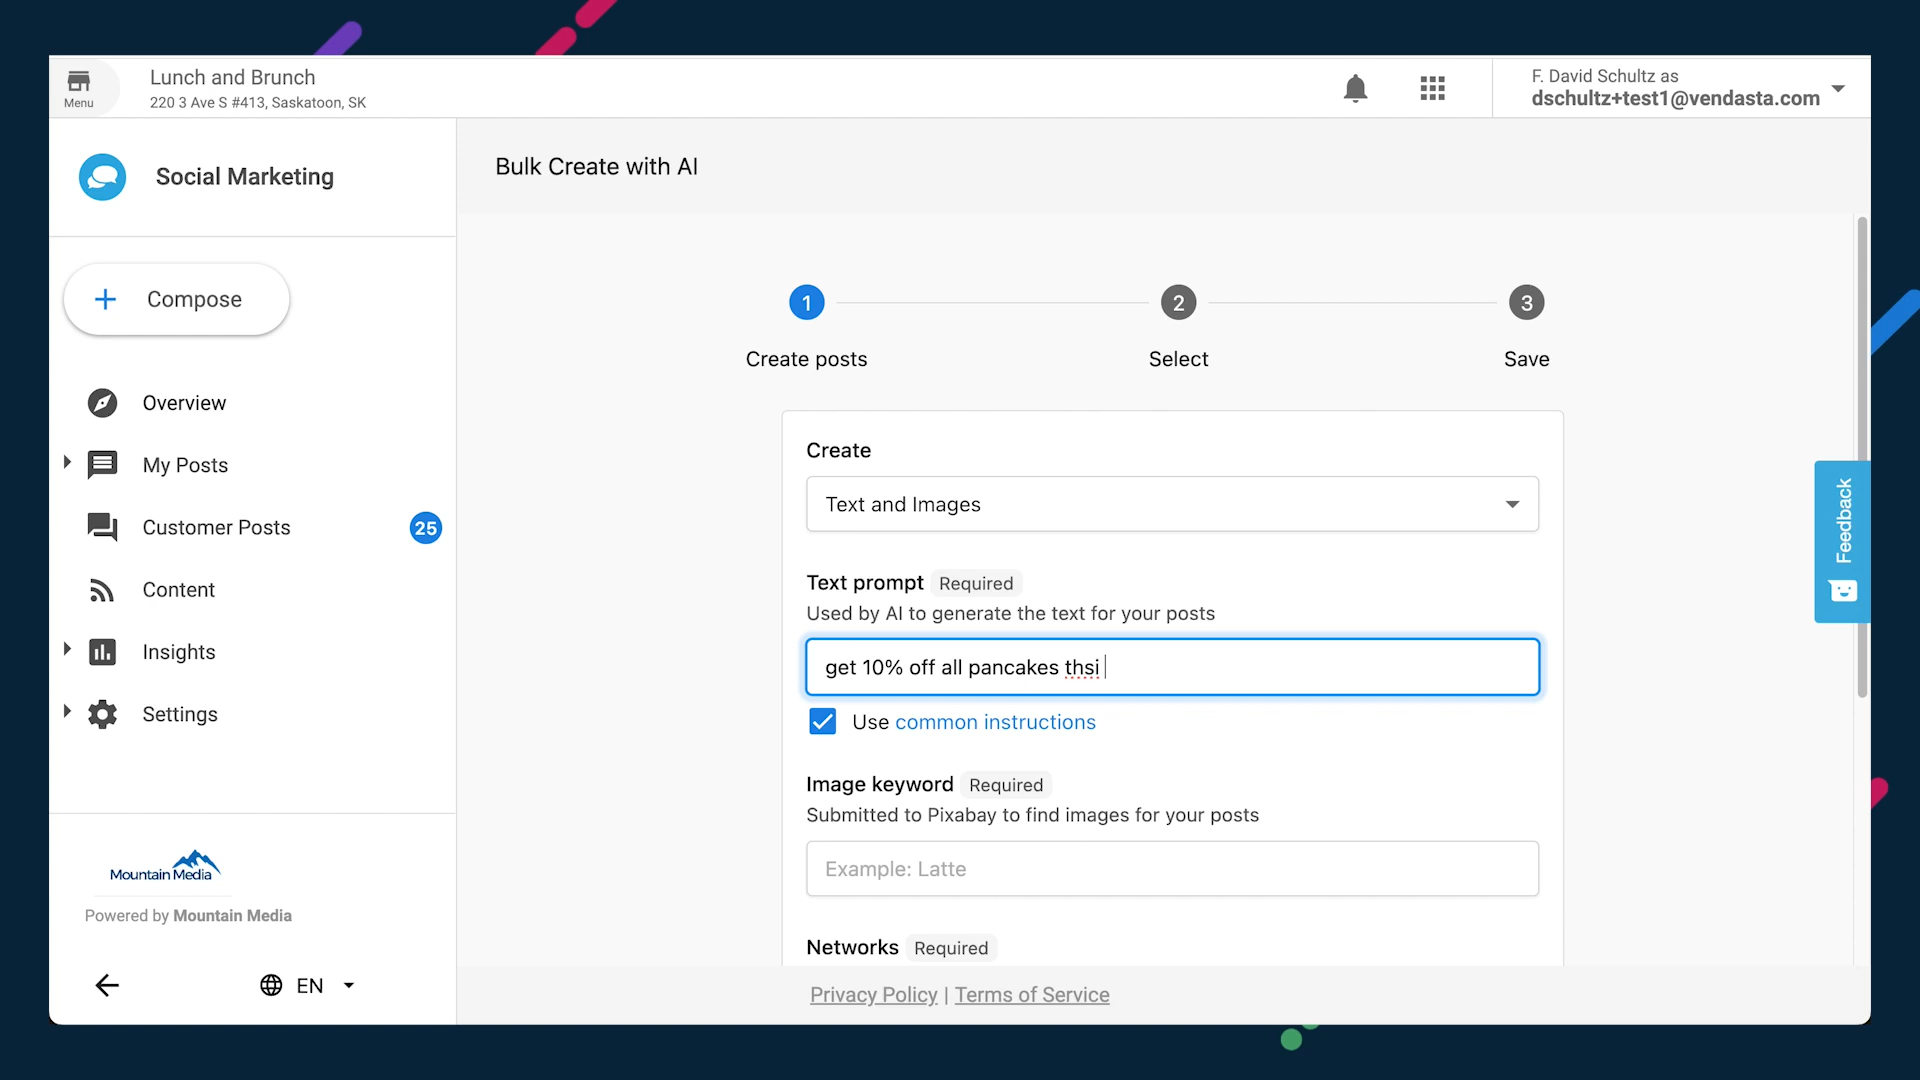 Menu
Lunch and Brunch
220 3 Ave S #413, Saskatoon, SK
F. David Schultz as
dschultz+test1@vendasta.com
Social Marketing
Bulk Create with AI
Compose
Overview
My Posts
Customer Posts 25
Content
Insights
Settings
1
2
3
Create posts
Select
Save
Create
Text and Images
Text prompt Required
Used by AI to generate the text for your posts
get 10% off all pancakes thsi
Use common instructions
Image keyword Required
Submitted to Pixabay to find images for your posts
Example: Latte
Networks Required
Privacy Policy | Terms of Service
Feedback
Mountain Media
Powered by Mountain Media
EN